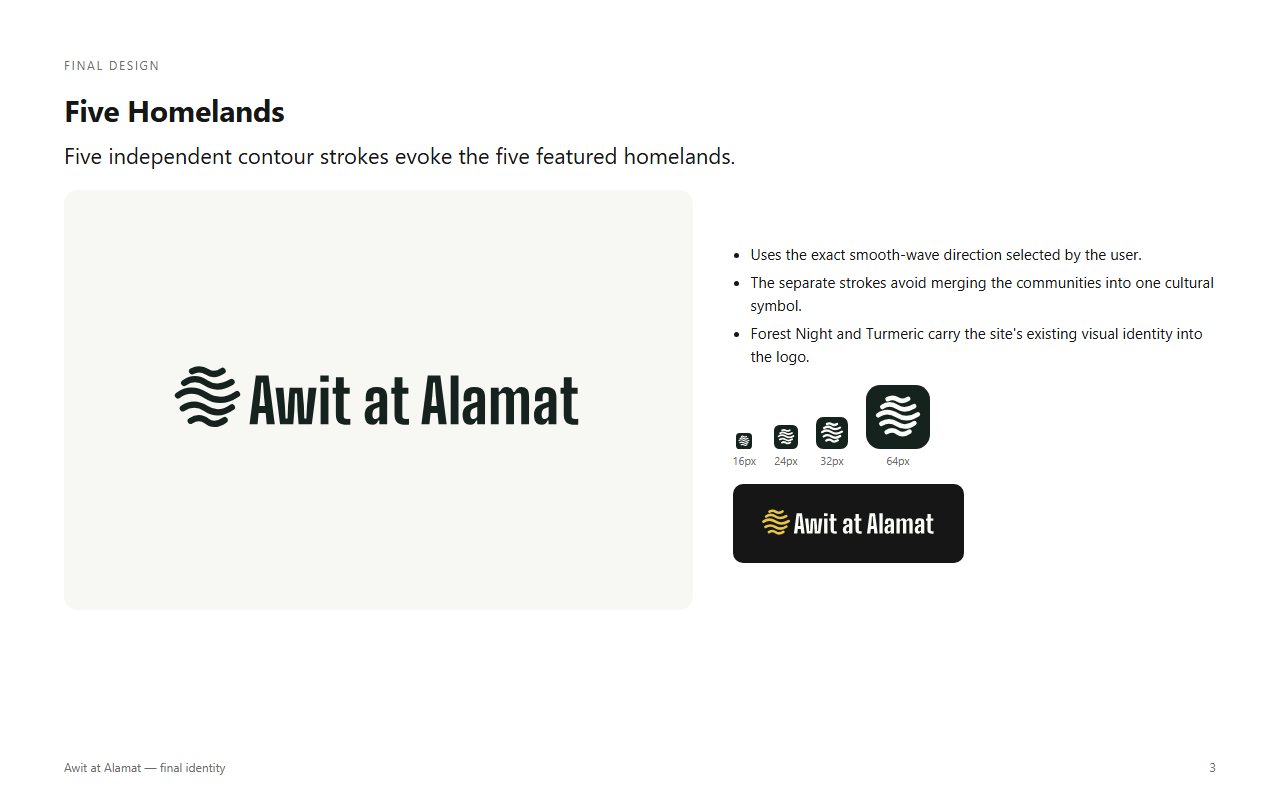 FINAL DESIGN
Five Homelands
Five independent contour strokes evoke the five featured homelands.
Awit at Alamat
• Uses the exact smooth-wave direction selected by the user.
• The separate strokes avoid merging the communities into one cultural
symbol.
• Forest Night and Turmeric carry the site's existing visual identity into
the logo.
16px 24px 32px 64px
Awit at Alamat
Awit at Alamat — final identity
3